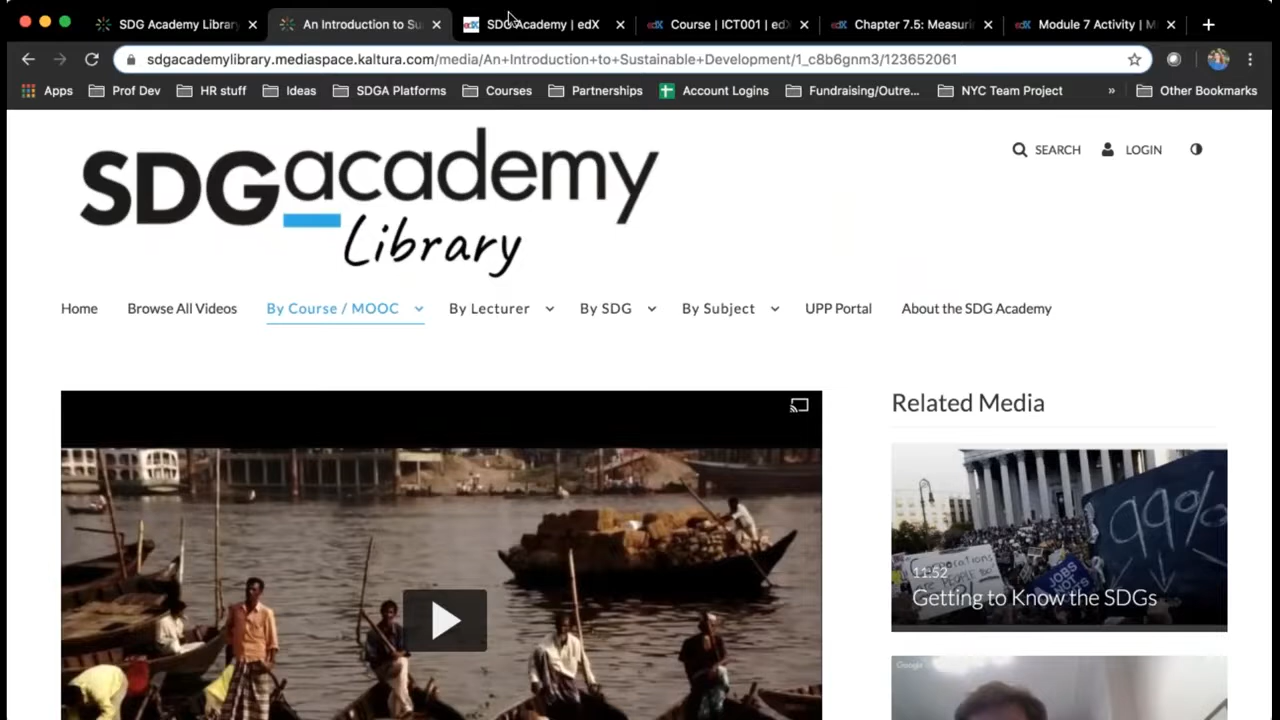 SDG Academy Library
An Introduction to Su
SDG Academy | edX
Course | ICT001 | ed
Chapter 7.5: Measuri
Module 7 Activity | M
sdgacademylibrary.mediaspace.kaltura.com/media/An+Introduction+to+Sustainable+Development/1_c8b6gnm3/123652061
Apps Prof Dev HR stuff Ideas SDGA Platforms Courses Partnerships Account Logins Fundraising/Outre... NYC Team Project » Other Bookmarks
SDGacademy
Library
SEARCH LOGIN
Home Browse All Videos By Course / MOOC By Lecturer By SDG By Subject UPP Portal About the SDG Academy
Related Media
99%
JOBS
NOT
11:52
Getting to Know the SDGs
Google